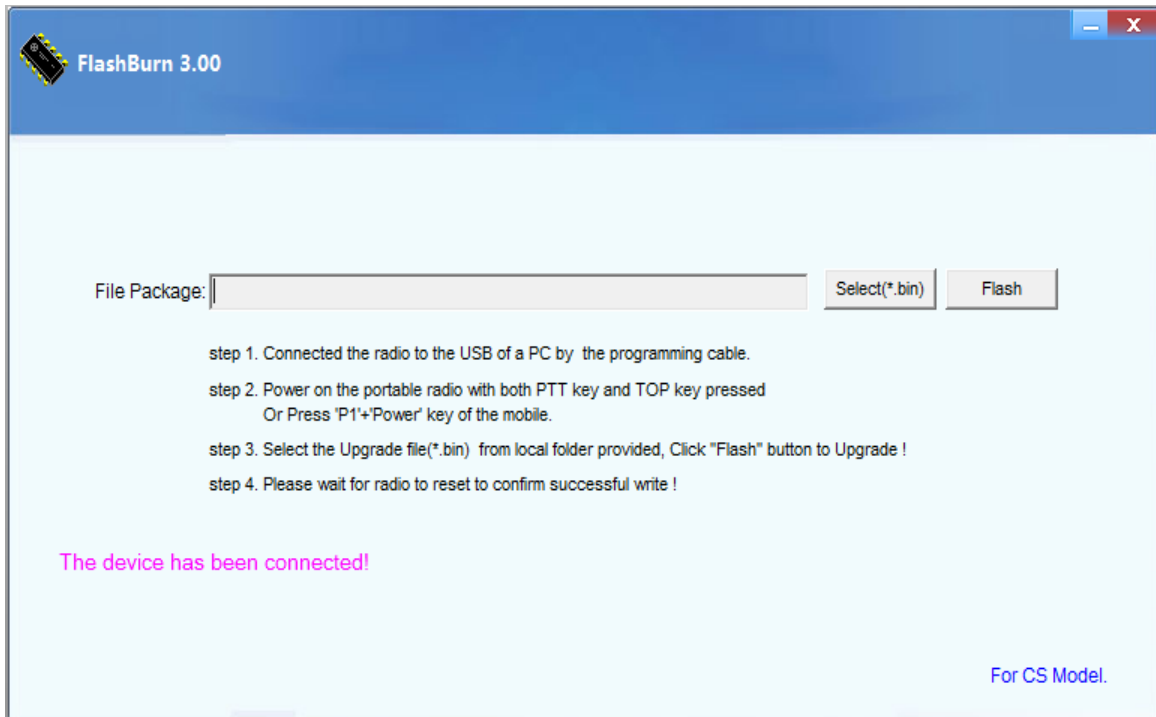 FlashBurn 3.00
File Package:
Select(*.bin)
Flash
step 1. Connected the radio to the USB of a PC by the programming cable.
step 2. Power on the portable radio with both PTT key and TOP key pressed
Or Press 'P1'+'Power' key of the mobile.
step 3. Select the Upgrade file(*.bin) from local folder provided, Click "Flash" button to Upgrade !
step 4. Please wait for radio to reset to confirm successful write !
The device has been connected!
For CS Model.